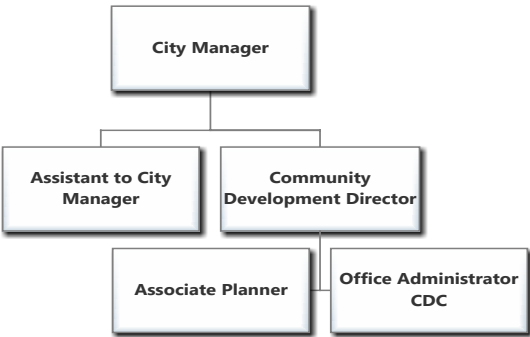 City Manager
Assistant to City
Manager
Community
Development Director
Associate Planner
Office Administrator
CDC